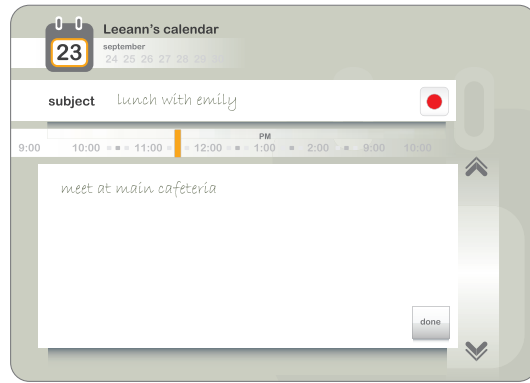 Leeann's calendar
23
september
24 25 26 27 28 29
subject lunch with emily
PM
9:00 10:00 11:00 12:00 1:00 2:00 9:00 10:00
meet at main cafeteria
done